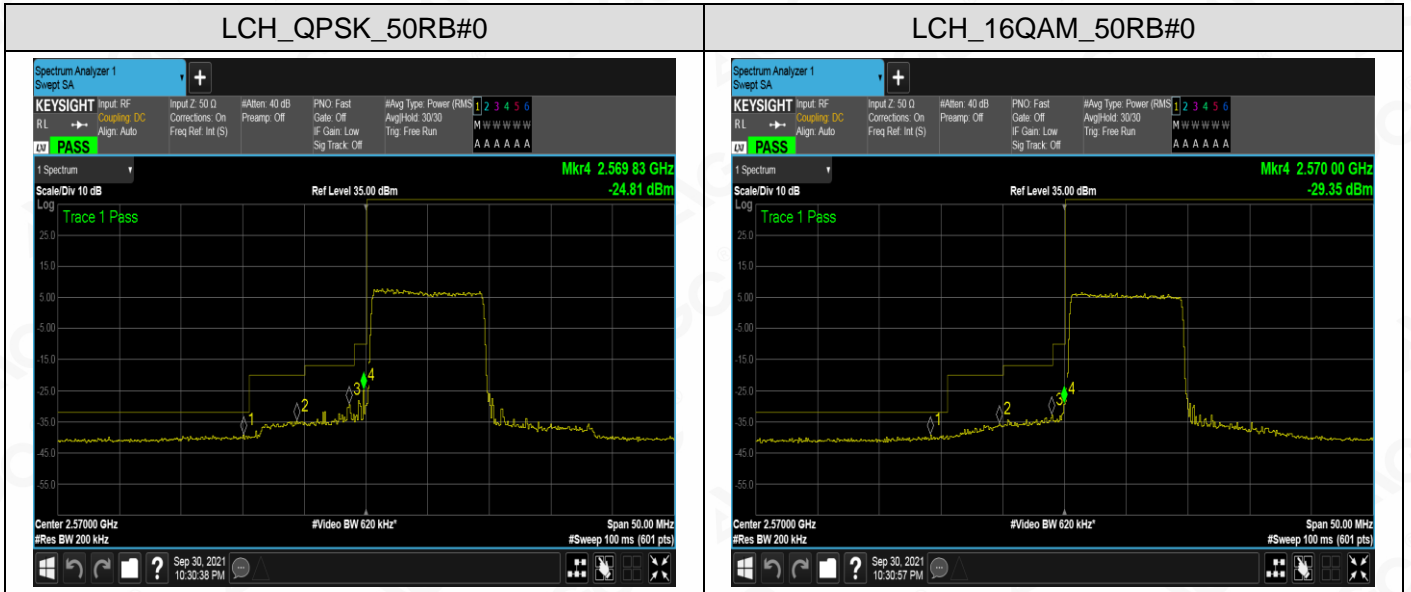 LCH_QPSK_50RB#0
Spectrum Analyzer 1
Swept SA
+
KEYSIGHT
RL
LXI
PASS
Input: RF
Coupling: DC
Align: Auto
Input Z: 50 Ω
Corrections: On
Freq Ref: Int (S)
#Atten: 40 dB
Preamp: Off
PNO: Fast
Gate: Off
IF Gain: Low
Sig Track: Off
#Avg Type: Power (RMS
Avg|Hold: 30/30
Trig: Free Run
1 2 3 4 5 6
M W W W W W
A A A A A A
1 Spectrum
Mkr4 2.569 83 GHz
Scale/Div 10 dB
Ref Level 35.00 dBm
-24.81 dBm
Log
Trace 1 Pass
25.0
15.0
5.00
-5.00
-15.0
-25.0
-35.0
-45.0
-55.0
1
2
3
4
Center 2.57000 GHz
#Video BW 620 kHz*
Span 50.00 MHz
#Res BW 200 kHz
#Sweep 100 ms (601 pts)
?
Sep 30, 2021
10:30:38 PM
LCH_16QAM_50RB#0
Spectrum Analyzer 1
Swept SA
+
KEYSIGHT
RL
LXI
PASS
Input: RF
Coupling: DC
Align: Auto
Input Z: 50 Ω
Corrections: On
Freq Ref: Int (S)
#Atten: 40 dB
Preamp: Off
PNO: Fast
Gate: Off
IF Gain: Low
Sig Track: Off
#Avg Type: Power (RMS
Avg|Hold: 30/30
Trig: Free Run
1 2 3 4 5 6
M W W W W W
A A A A A A
1 Spectrum
Mkr4 2.570 00 GHz
Scale/Div 10 dB
Ref Level 35.00 dBm
-29.35 dBm
Log
Trace 1 Pass
25.0
15.0
5.00
-5.00
-15.0
-25.0
-35.0
-45.0
-55.0
1
2
3
4
Center 2.57000 GHz
#Video BW 620 kHz*
Span 50.00 MHz
#Res BW 200 kHz
#Sweep 100 ms (601 pts)
?
Sep 30, 2021
10:30:57 PM